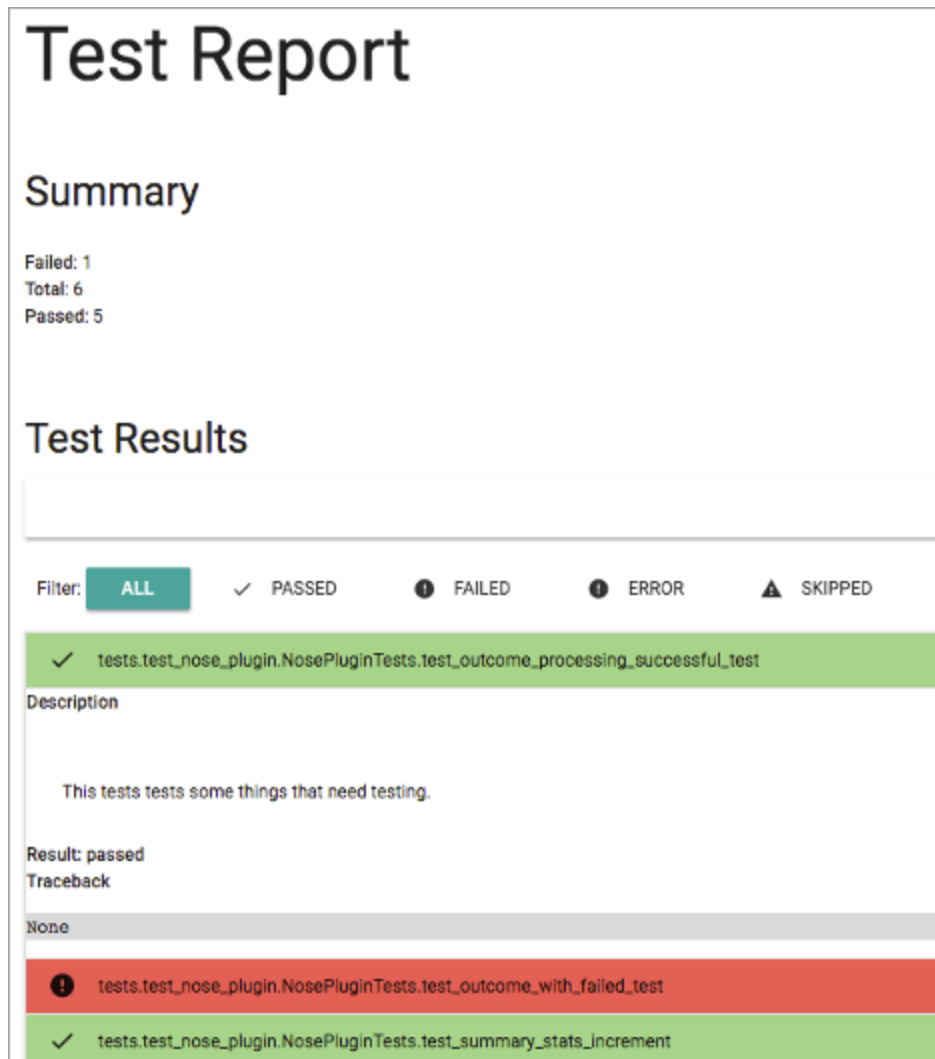 Test Report
Summary
Failed: 1
Total: 6
Passed: 5
Test Results
Filter: ALL PASSED FAILED ERROR SKIPPED
tests.test_nose_plugin.NosePluginTests.test_outcome_processing_successful_test
Description
This tests tests some things that need testing.
Result: passed
Traceback
None
tests.test_nose_plugin.NosePluginTests.test_outcome_with_failed_test
tests.test_nose_plugin.NosePluginTests.test_summary_stats_increment